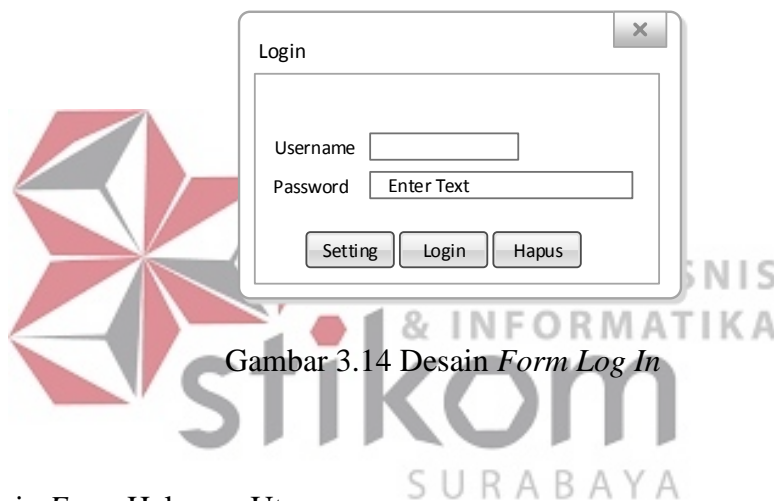 Login
Username
Password Enter Text
Setting Login Hapus
SNIS
& INFORMATIKA
Gambar 3.14 Desain Form Log In
stikom
SURABAYA